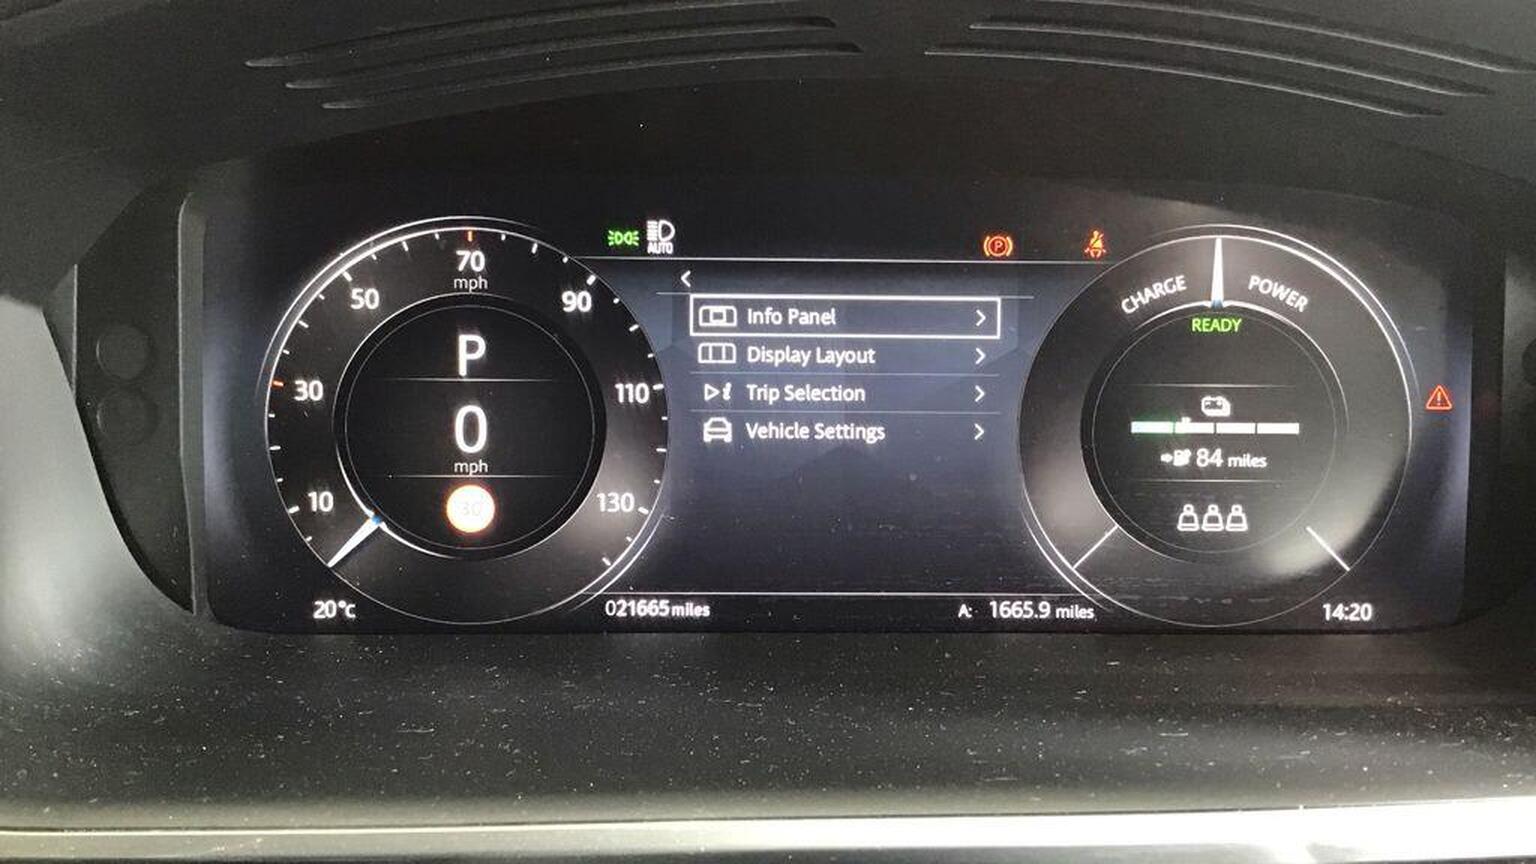 AUTO
P
70
mph
50
90
30
110
10
130
P
0
mph
30
20°C
Info Panel
Display Layout
Trip Selection
Vehicle Settings
021665 miles
A: 1665.9 miles
CHARGE
POWER
READY
84 miles
14:20